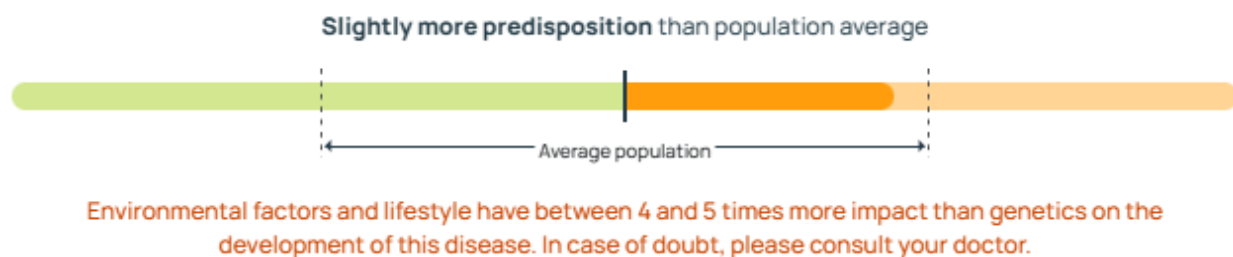 Slightly more predisposition than population average
Average population
Environmental factors and lifestyle have between 4 and 5 times more impact than genetics on the
development of this disease. In case of doubt, please consult your doctor.